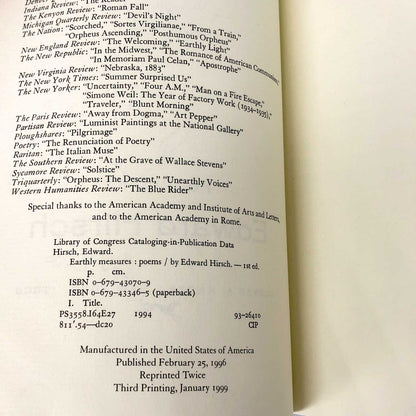 Indiana Review: "The Reader"
The Kenyon Review: "Roman Fall"
Michigan Quarterly Review: "Devil's Night"
The Nation: "Scorched," "Sortes Virgilianae," "From a Train,"
"Orpheus Ascending," "Posthumous Orpheus"
New England Review: "The Welcoming," "Earthly Light"
The New Republic: "In the Midwest," "The Romance of American Communism,"
"In Memoriam Paul Celan," "Apostrophe"
New Virginia Review: "Nebraska, 1883"
The New York Times: "Summer Surprised Us"
The New Yorker: "Uncertainty," "Four A.M.," "Man on a Fire Escape,"
"Simone Weil: The Year of Factory Work (1934–1935),"
"Traveler," "Blunt Morning"
The Paris Review: "Away from Dogma," "Art Pepper"
Partisan Review: "Luminist Paintings at the National Gallery"
Ploughshares: "Pilgrimage"
Poetry: "The Renunciation of Poetry"
Raritan: "The Italian Muse"
The Southern Review: "At the Grave of Wallace Stevens"
Sycamore Review: "Solstice"
Triquarterly: "Orpheus: The Descent," "Unearthly Voices"
Western Humanities Review: "The Blue Rider"
Special thanks to the American Academy and Institute of Arts and Letters,
and to the American Academy in Rome.
Library of Congress Cataloging-in-Publication Data
Hirsch, Edward.
Earthly measures : poems / by Edward Hirsch. — 1st ed.
p. cm.
ISBN 0-679-43070-9
ISBN 0-679-43346-5 (paperback)
I. Title.
PS3558.I64E27 1994 93-26410
811'.54—dc20 CIP
Manufactured in the United States of America
Published February 25, 1996
Reprinted Twice
Third Printing, January 1999